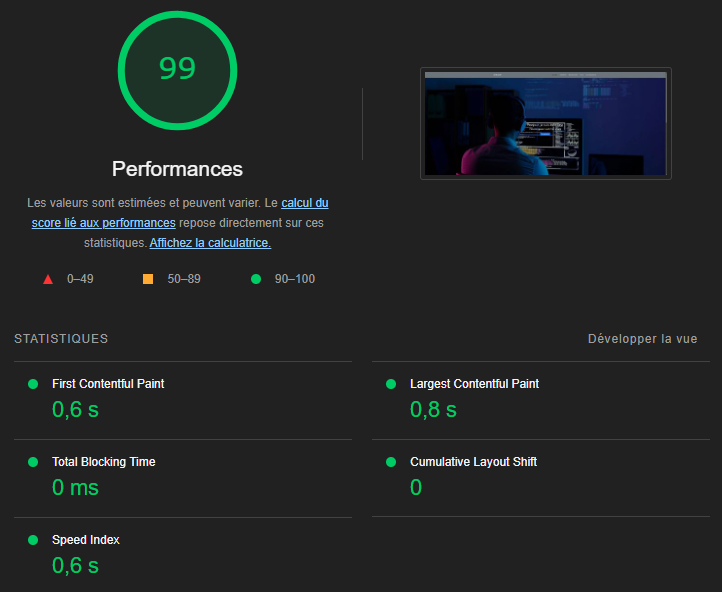 99
Performances
Les valeurs sont estimées et peuvent varier. Le calcul du
score lié aux performances repose directement sur ces
statistiques. Affichez la calculatrice.
0–49
50–89
90–100
STATISTIQUES
Développer la vue
First Contentful Paint
0,6 s
Largest Contentful Paint
0,8 s
Total Blocking Time
0 ms
Cumulative Layout Shift
0
Speed Index
0,6 s